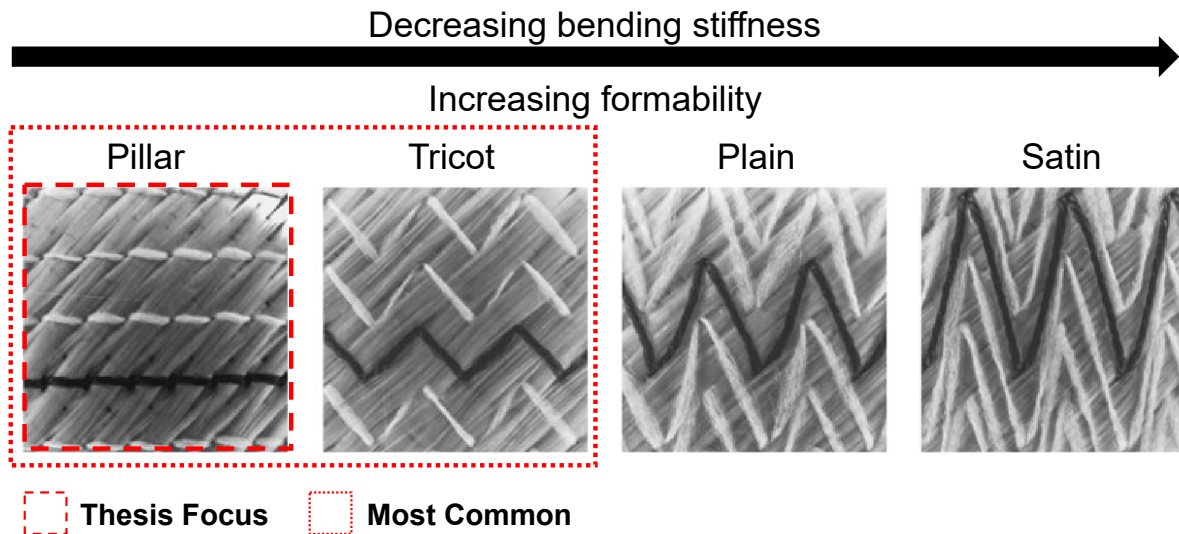 Decreasing bending stiffness
Increasing formability
Pillar
Tricot
Plain
Satin
Thesis Focus
Most Common